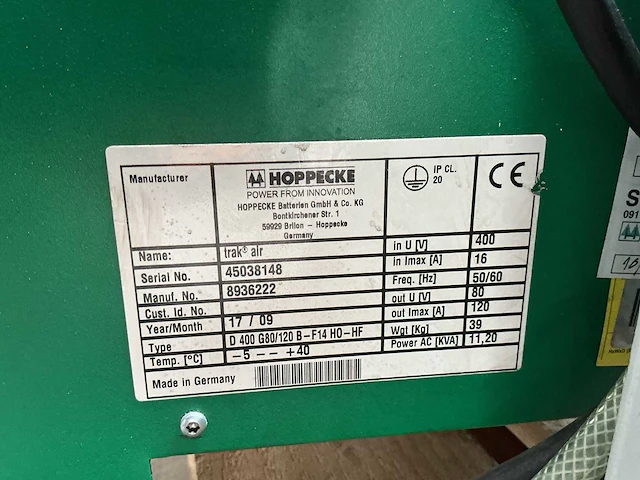 Manufacturer
HOPPECKE
POWER FROM INNOVATION
HOPPECKE Batterien GmbH & Co. KG
Bontkirchener Str. 1
59929 Brilon - Hoppecke
Germany
IP CL.
20
CE
Name: trak® air
Serial No. 45038148
Manuf. No. 8936222
Cust. Id. No.
Year/Month 17 / 09
Type D 400 G80/120 B-F14 HO-HF
Temp. [°C] -5 -- +40
Made in Germany
in U [V] 400
in Imax [A] 16
Freq. [Hz] 50/60
out U [V] 80
out Imax [A] 120
Wgt [Kg] 39
Power AC [KVA] 11,20
S
091